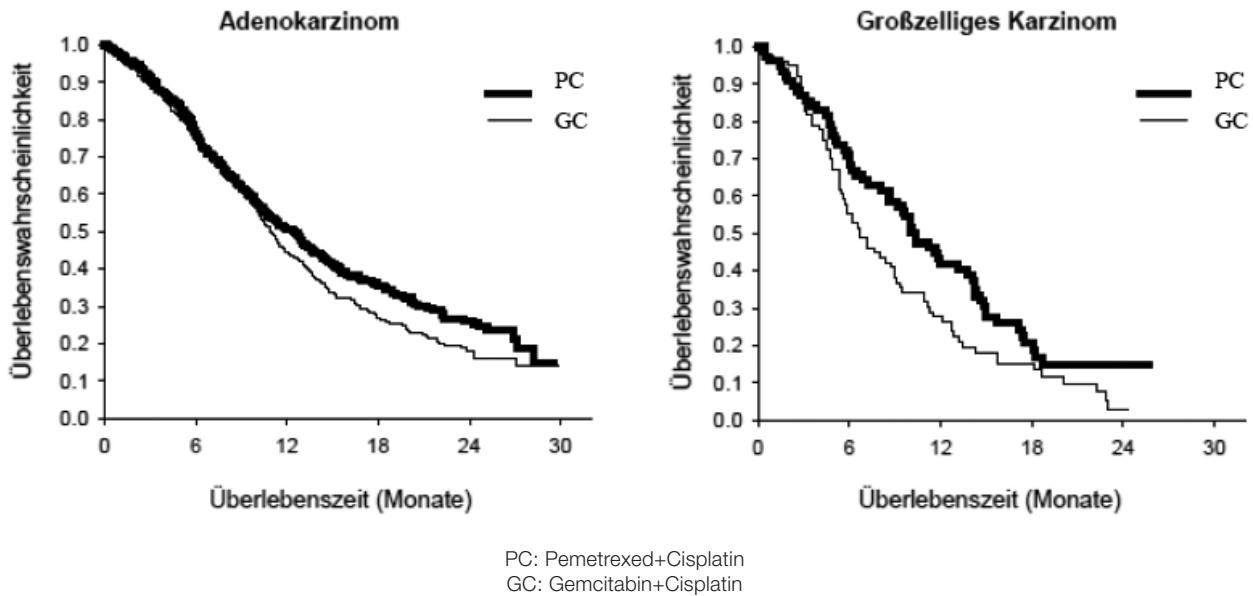 Adenokarzinom
Überlebenswahrscheinlichkeit
1.0
0.9
0.8
0.7
0.6
0.5
0.4
0.3
0.2
0.1
0.0
PC
GC
0 6 12 18 24 30
Überlebenszeit (Monate)
Großzelliges Karzinom
Überlebenswahrscheinlichkeit
1.0
0.9
0.8
0.7
0.6
0.5
0.4
0.3
0.2
0.1
0.0
PC
GC
0 6 12 18 24 30
Überlebenszeit (Monate)
PC: Pemetrexed+Cisplatin
GC: Gemcitabin+Cisplatin